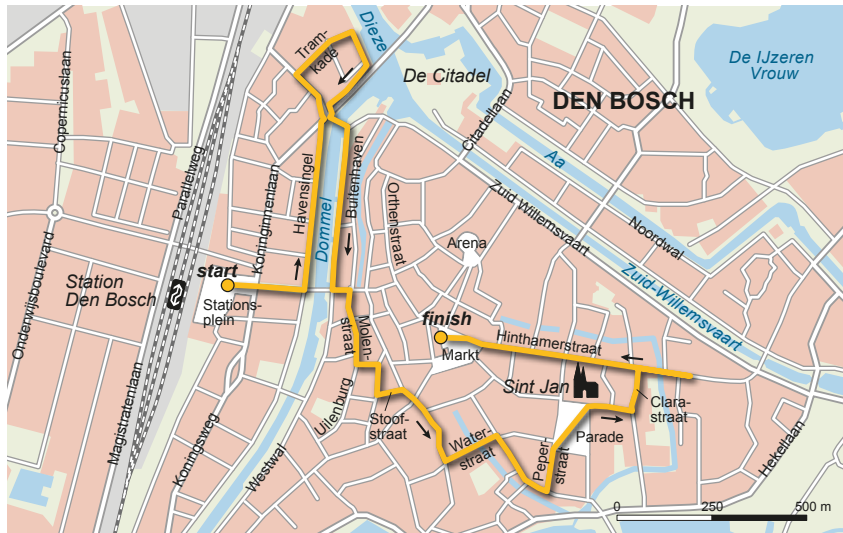 Copernicuslaan
Parallelweg
Onderwijsboulevard
Station
Den Bosch
Magistratenlaan
Koningsweg
Koninginnenlaan
start
Stations-
plein
Havensingel
Dommel
Buitenhaven
Tram-
kade
Dieze
De Citadel
Citadellaan
DEN BOSCH
De IJzeren
Vrouw
Aa
Noordwal
Zuid Willemsvaart
Zuid-Willemsvaart
Orthenstraat
Arena
finish
Markt
Hinthamerstraat
Sint Jan
Clara-
straat
Parade
Peper-
straat
Water-
straat
Stoof-
straat
Molen-
straat
Uilenburg
Westwal
Hekellaan
0 250 500 m